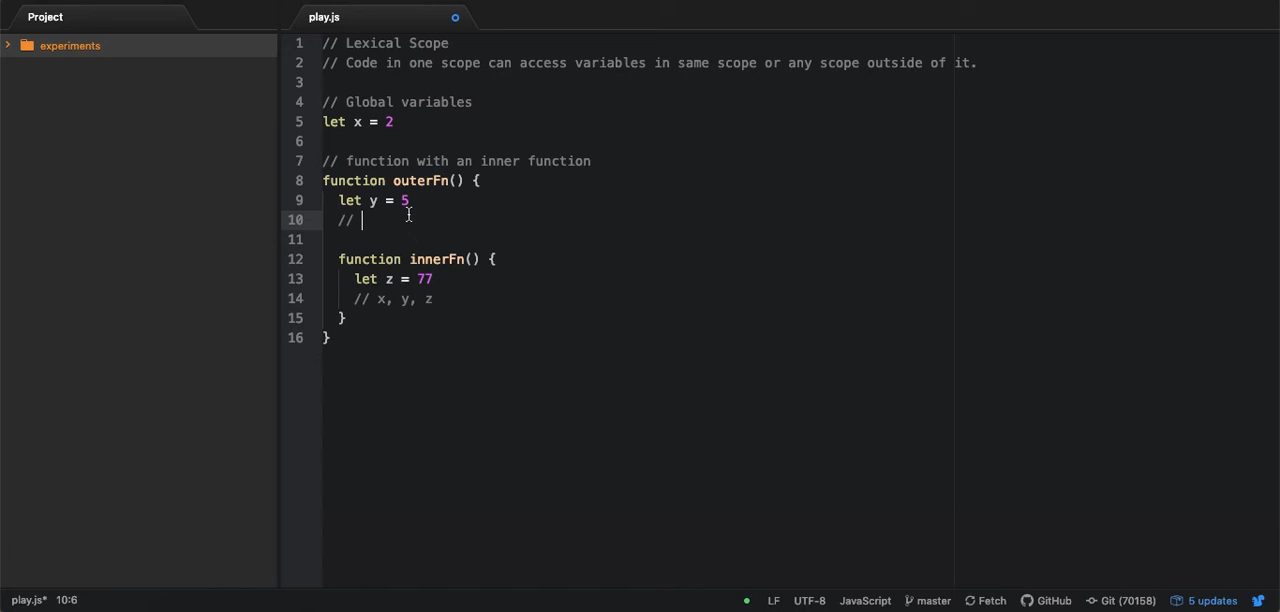 Project
play.js
experiments
1 // Lexical Scope
2 // Code in one scope can access variables in same scope or any scope outside of it.
3
4 // Global variables
5 let x = 2
6
7 // function with an inner function
8 function outerFn() {
9 let y = 5
10 //
11
12 function innerFn() {
13 let z = 77
14 // x, y, z
15 }
16 }
play.js* 10:6 LF UTF-8 JavaScript master Fetch GitHub Git (70158) 5 updates